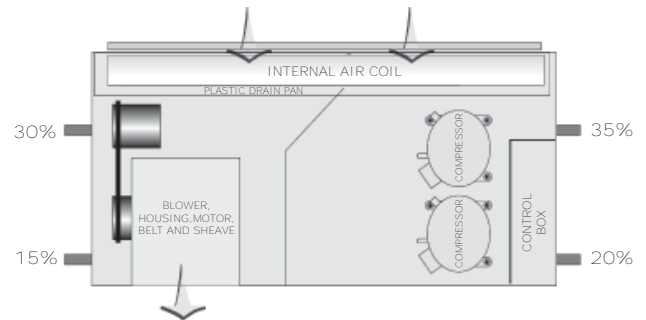 INTERNAL AIR COIL
PLASTIC DRAIN PAN
30%
35%
COMPRESSOR
BLOWER,
HOUSING,MOTOR,
BELT AND SHEAVE
COMPRESSOR
CONTROL
BOX
15%
20%